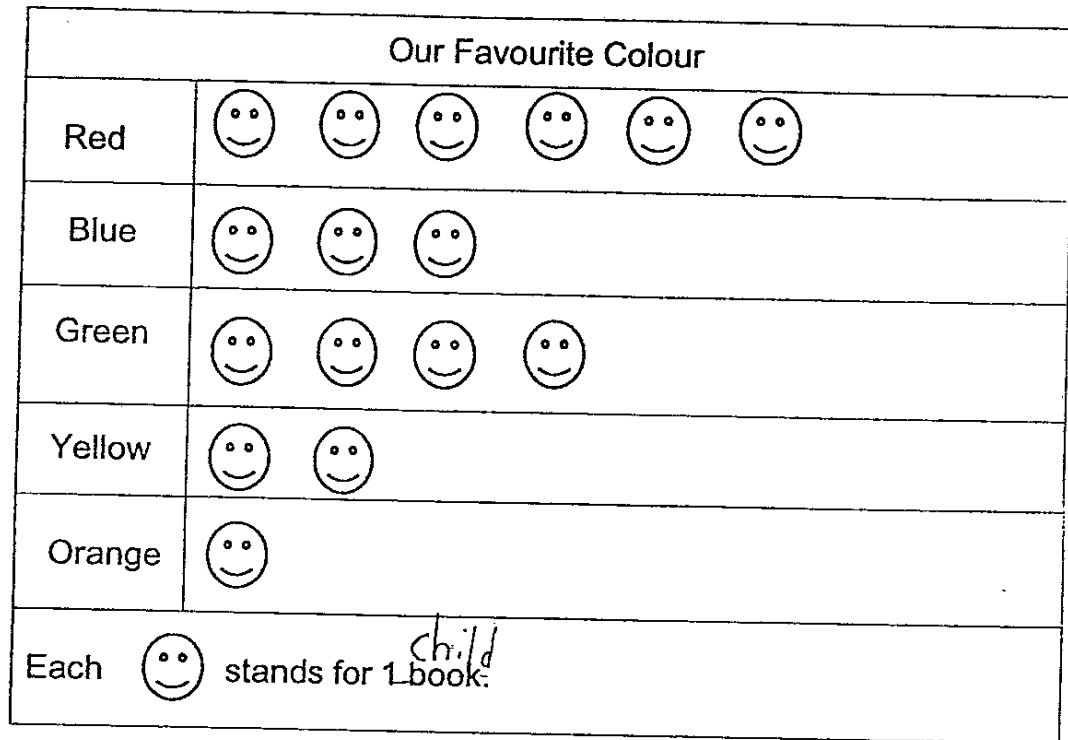 Our Favourite Colour
Red
Blue
Green
Yellow
Orange
child
Each stands for 1 book.